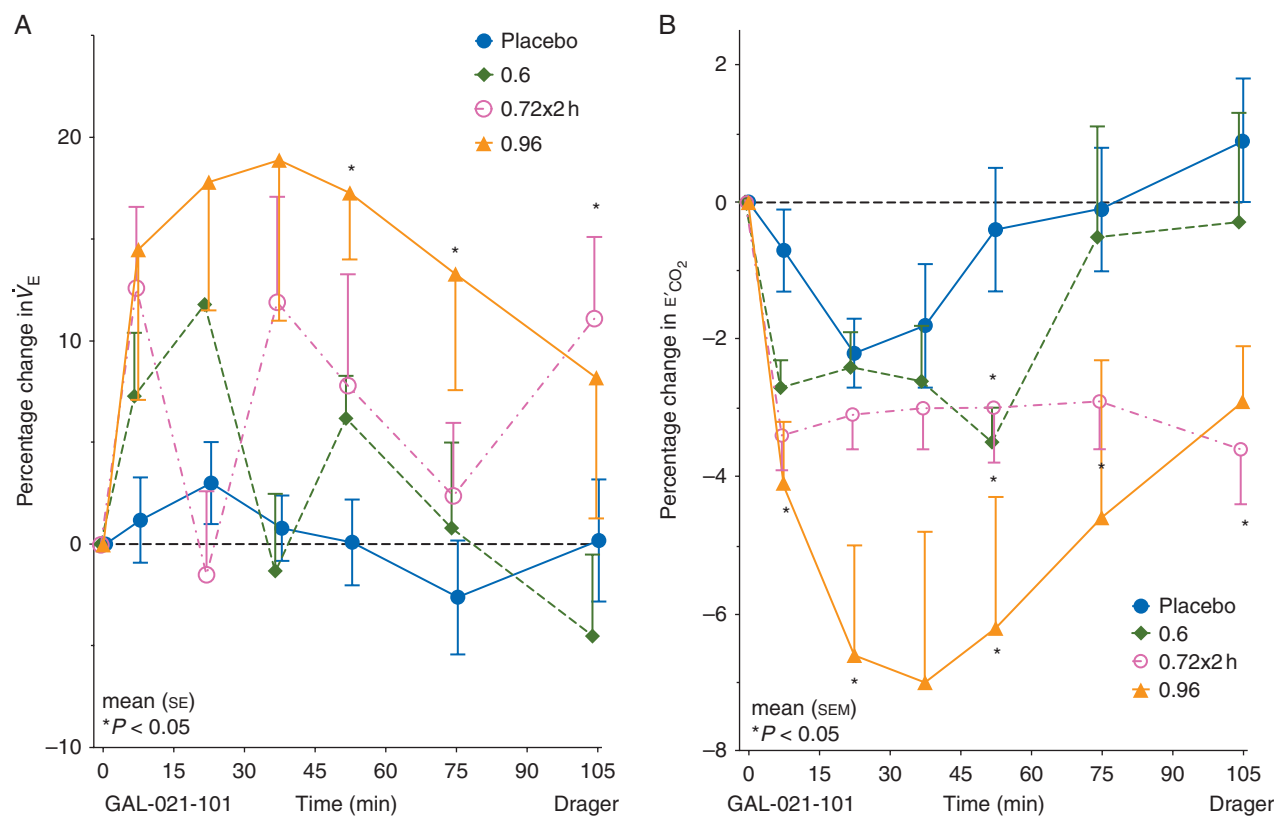 A
Placebo
0.6
0.72x2 h
0.96
Percentage change in V̇E
20
10
0
–10
*
*
*
*
mean (SE)
*P < 0.05
0 15 30 45 60 75 90 105
GAL-021-101 Time (min) Drager
B
Percentage change in E′CO2
2
0
–2
–4
–6
–8
*
*
*
*
*
*
*
Placebo
0.6
0.72x2 h
0.96
mean (SEM)
*P < 0.05
0 15 30 45 60 75 90 105
GAL-021-101 Time (min) Drager